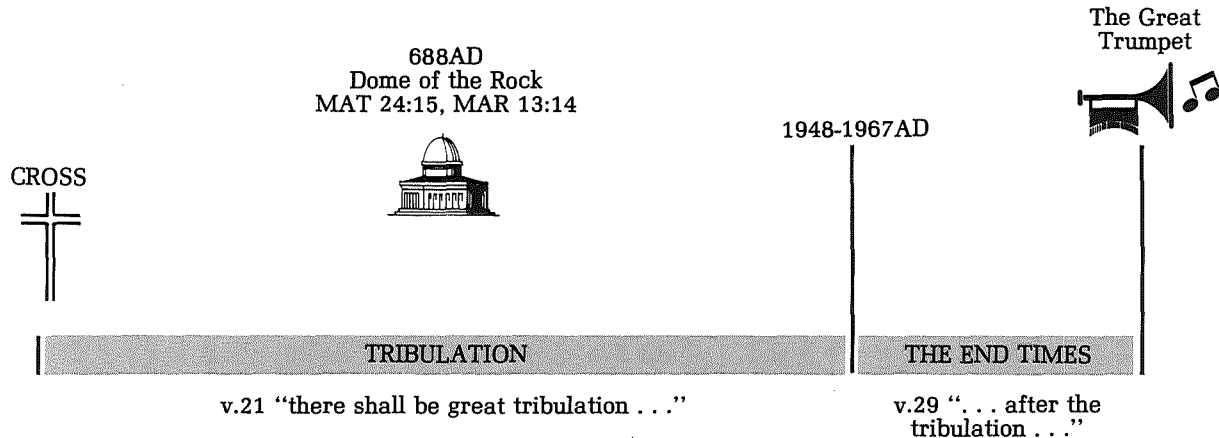 The Great
Trumpet
688AD
Dome of the Rock
MAT 24:15, MAR 13:14
1948-1967AD
CROSS
TRIBULATION
THE END TIMES
v.21 “there shall be great tribulation . . .”
v.29 “. . . after the
tribulation . . .”